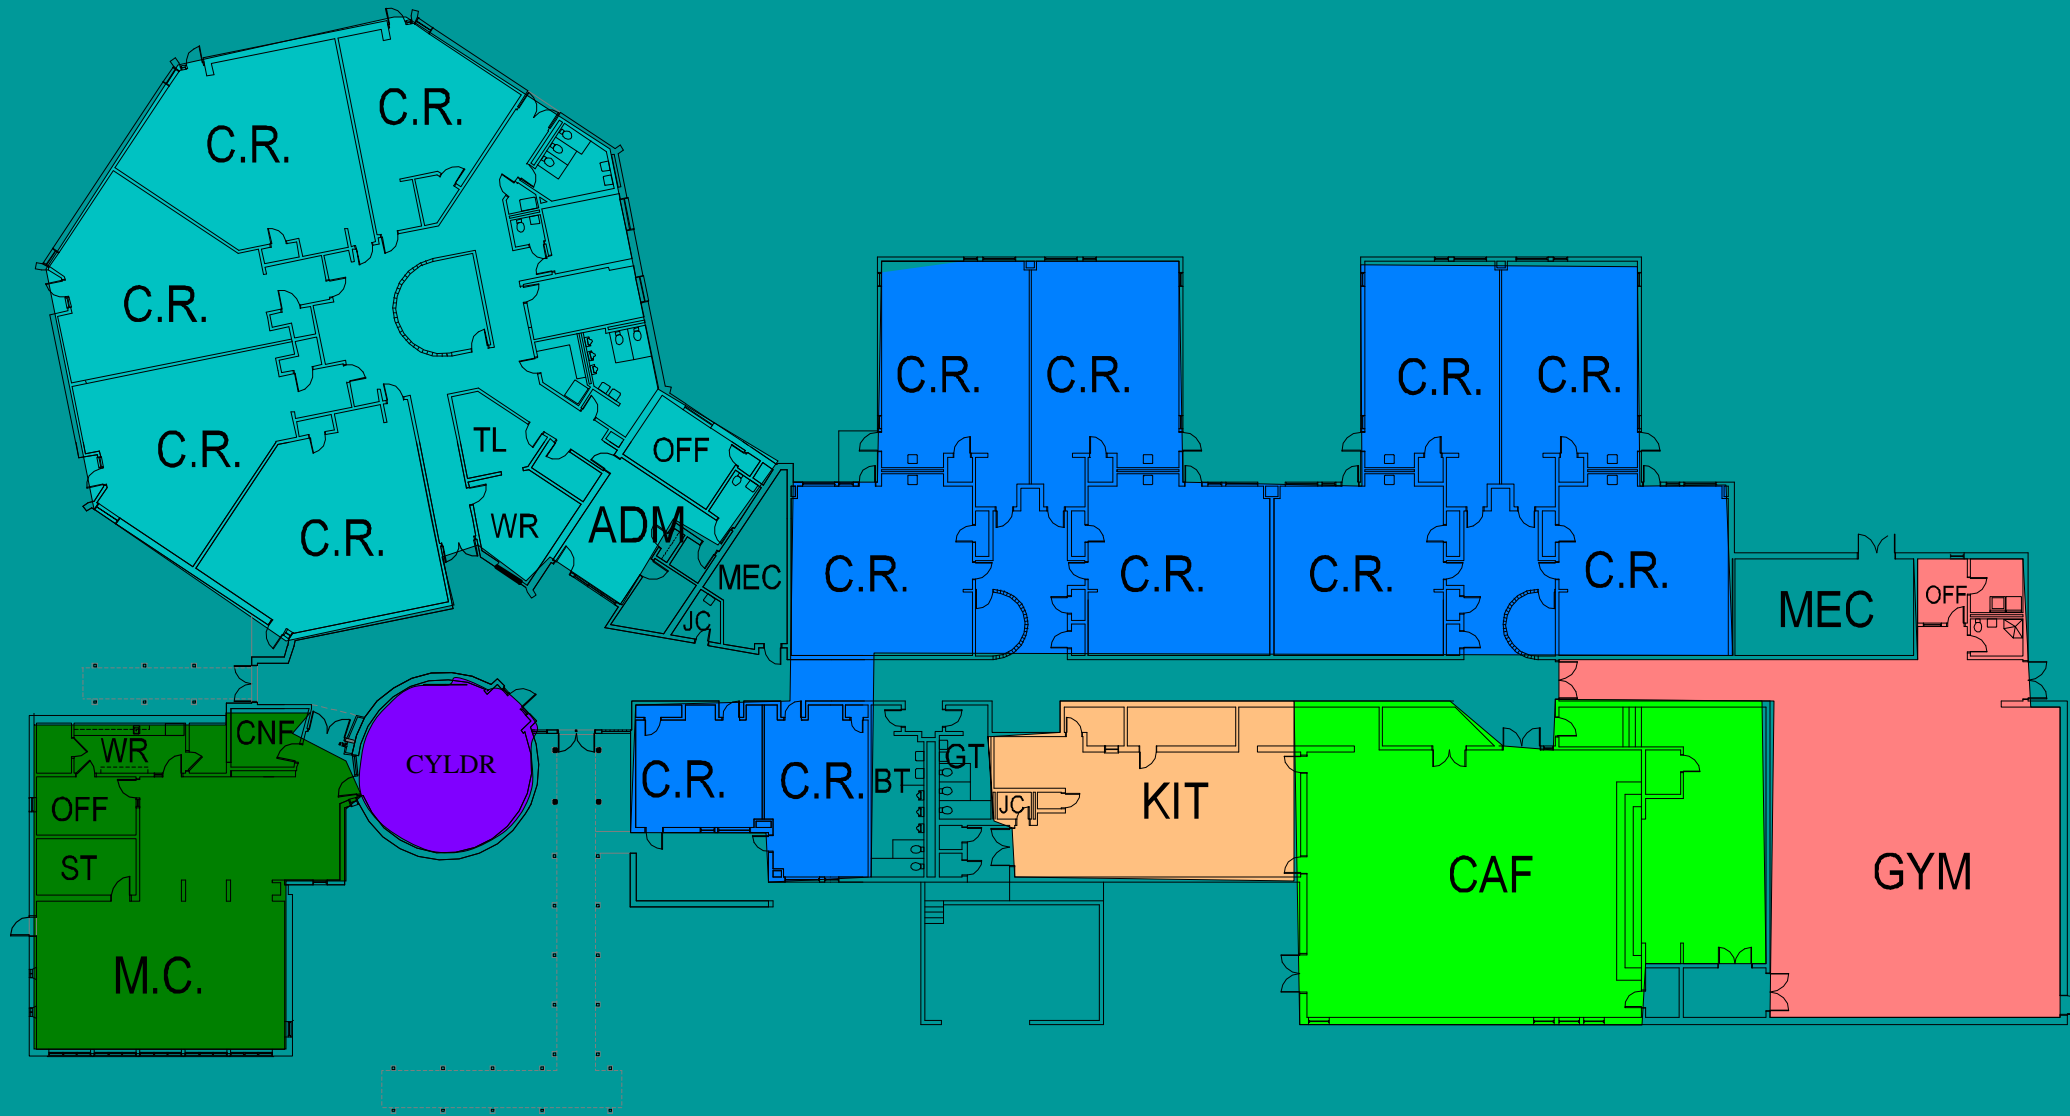 C.R.
C.R.
C.R.
C.R.
C.R.
TL
OFF
WR
ADM
MEC
JC
C.R.
C.R.
C.R.
C.R.
C.R.
C.R.
C.R.
C.R.
MEC
OFF
WR
CNF
OFF
ST
M.C.
CYLDR
C.R.
C.R.
BT
GT
JC
KIT
CAF
GYM